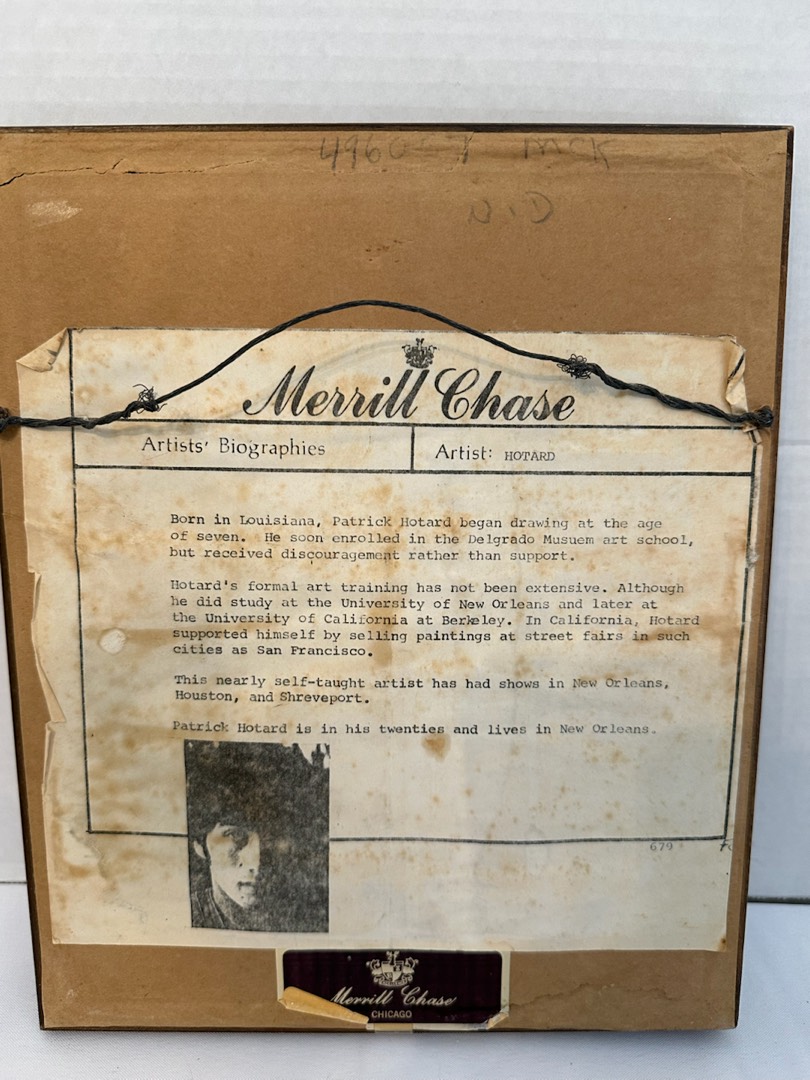 4960-
MCK
Merrill Chase
Artists' Biographies
Artist: HOTARD
Born in Louisiana, Patrick Hotard began drawing at the age
of seven. He soon enrolled in the Delgrado Musuem art school,
but received discouragement rather than support.
Hotard's formal art training has not been extensive. Although
he did study at the University of New Orleans and later at
the University of California at Berkeley. In California, Hotard
supported himself by selling paintings at street fairs in such
cities as San Francisco.
This nearly self-taught artist has had shows in New Orleans,
Houston, and Shreveport.
Patrick Hotard is in his twenties and lives in New Orleans.
679
Merrill Chase
CHICAGO